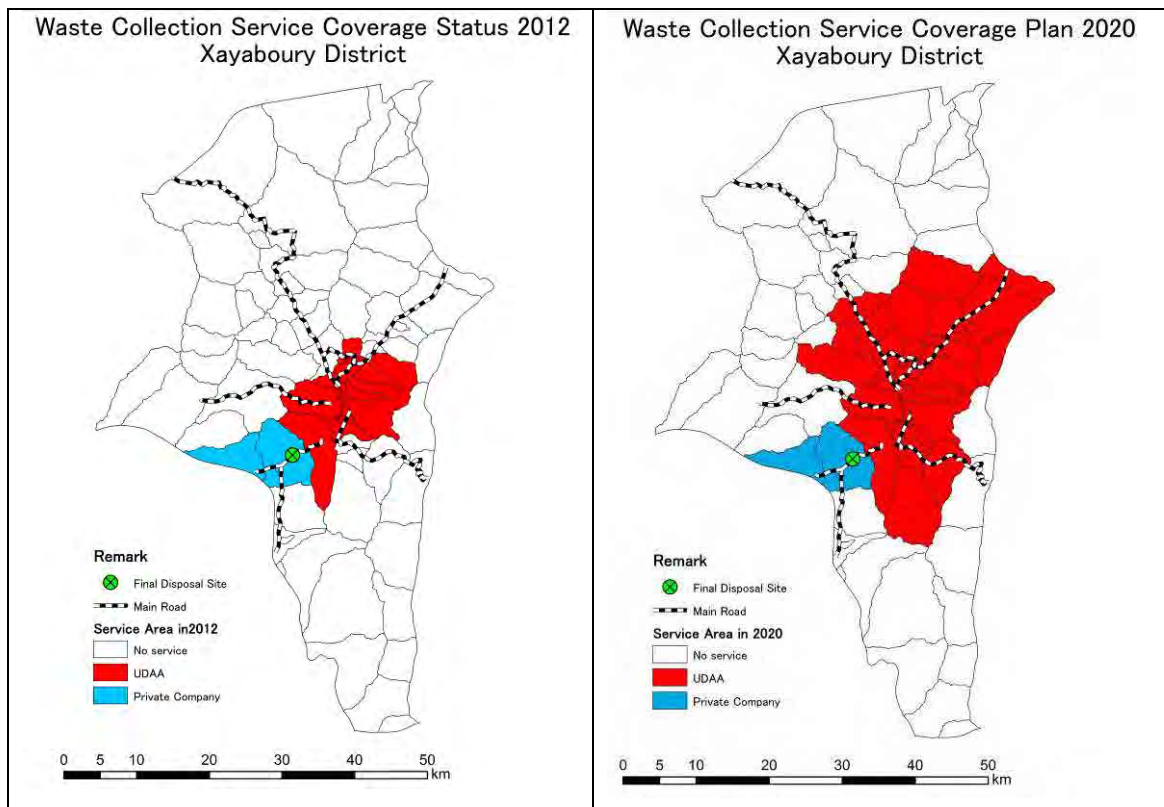 Waste Collection Service Coverage Status 2012
Xayaboury District
Remark
Final Disposal Site
Main Road
Service Area in2012
No service
UDAA
Private Company
0 5 10 20 30 40 50
km
Waste Collection Service Coverage Plan 2020
Xayaboury District
Remark
Final Disposal Site
Main Road
Service Area in 2020
No service
UDAA
Private Company
0 5 10 20 30 40 50
km